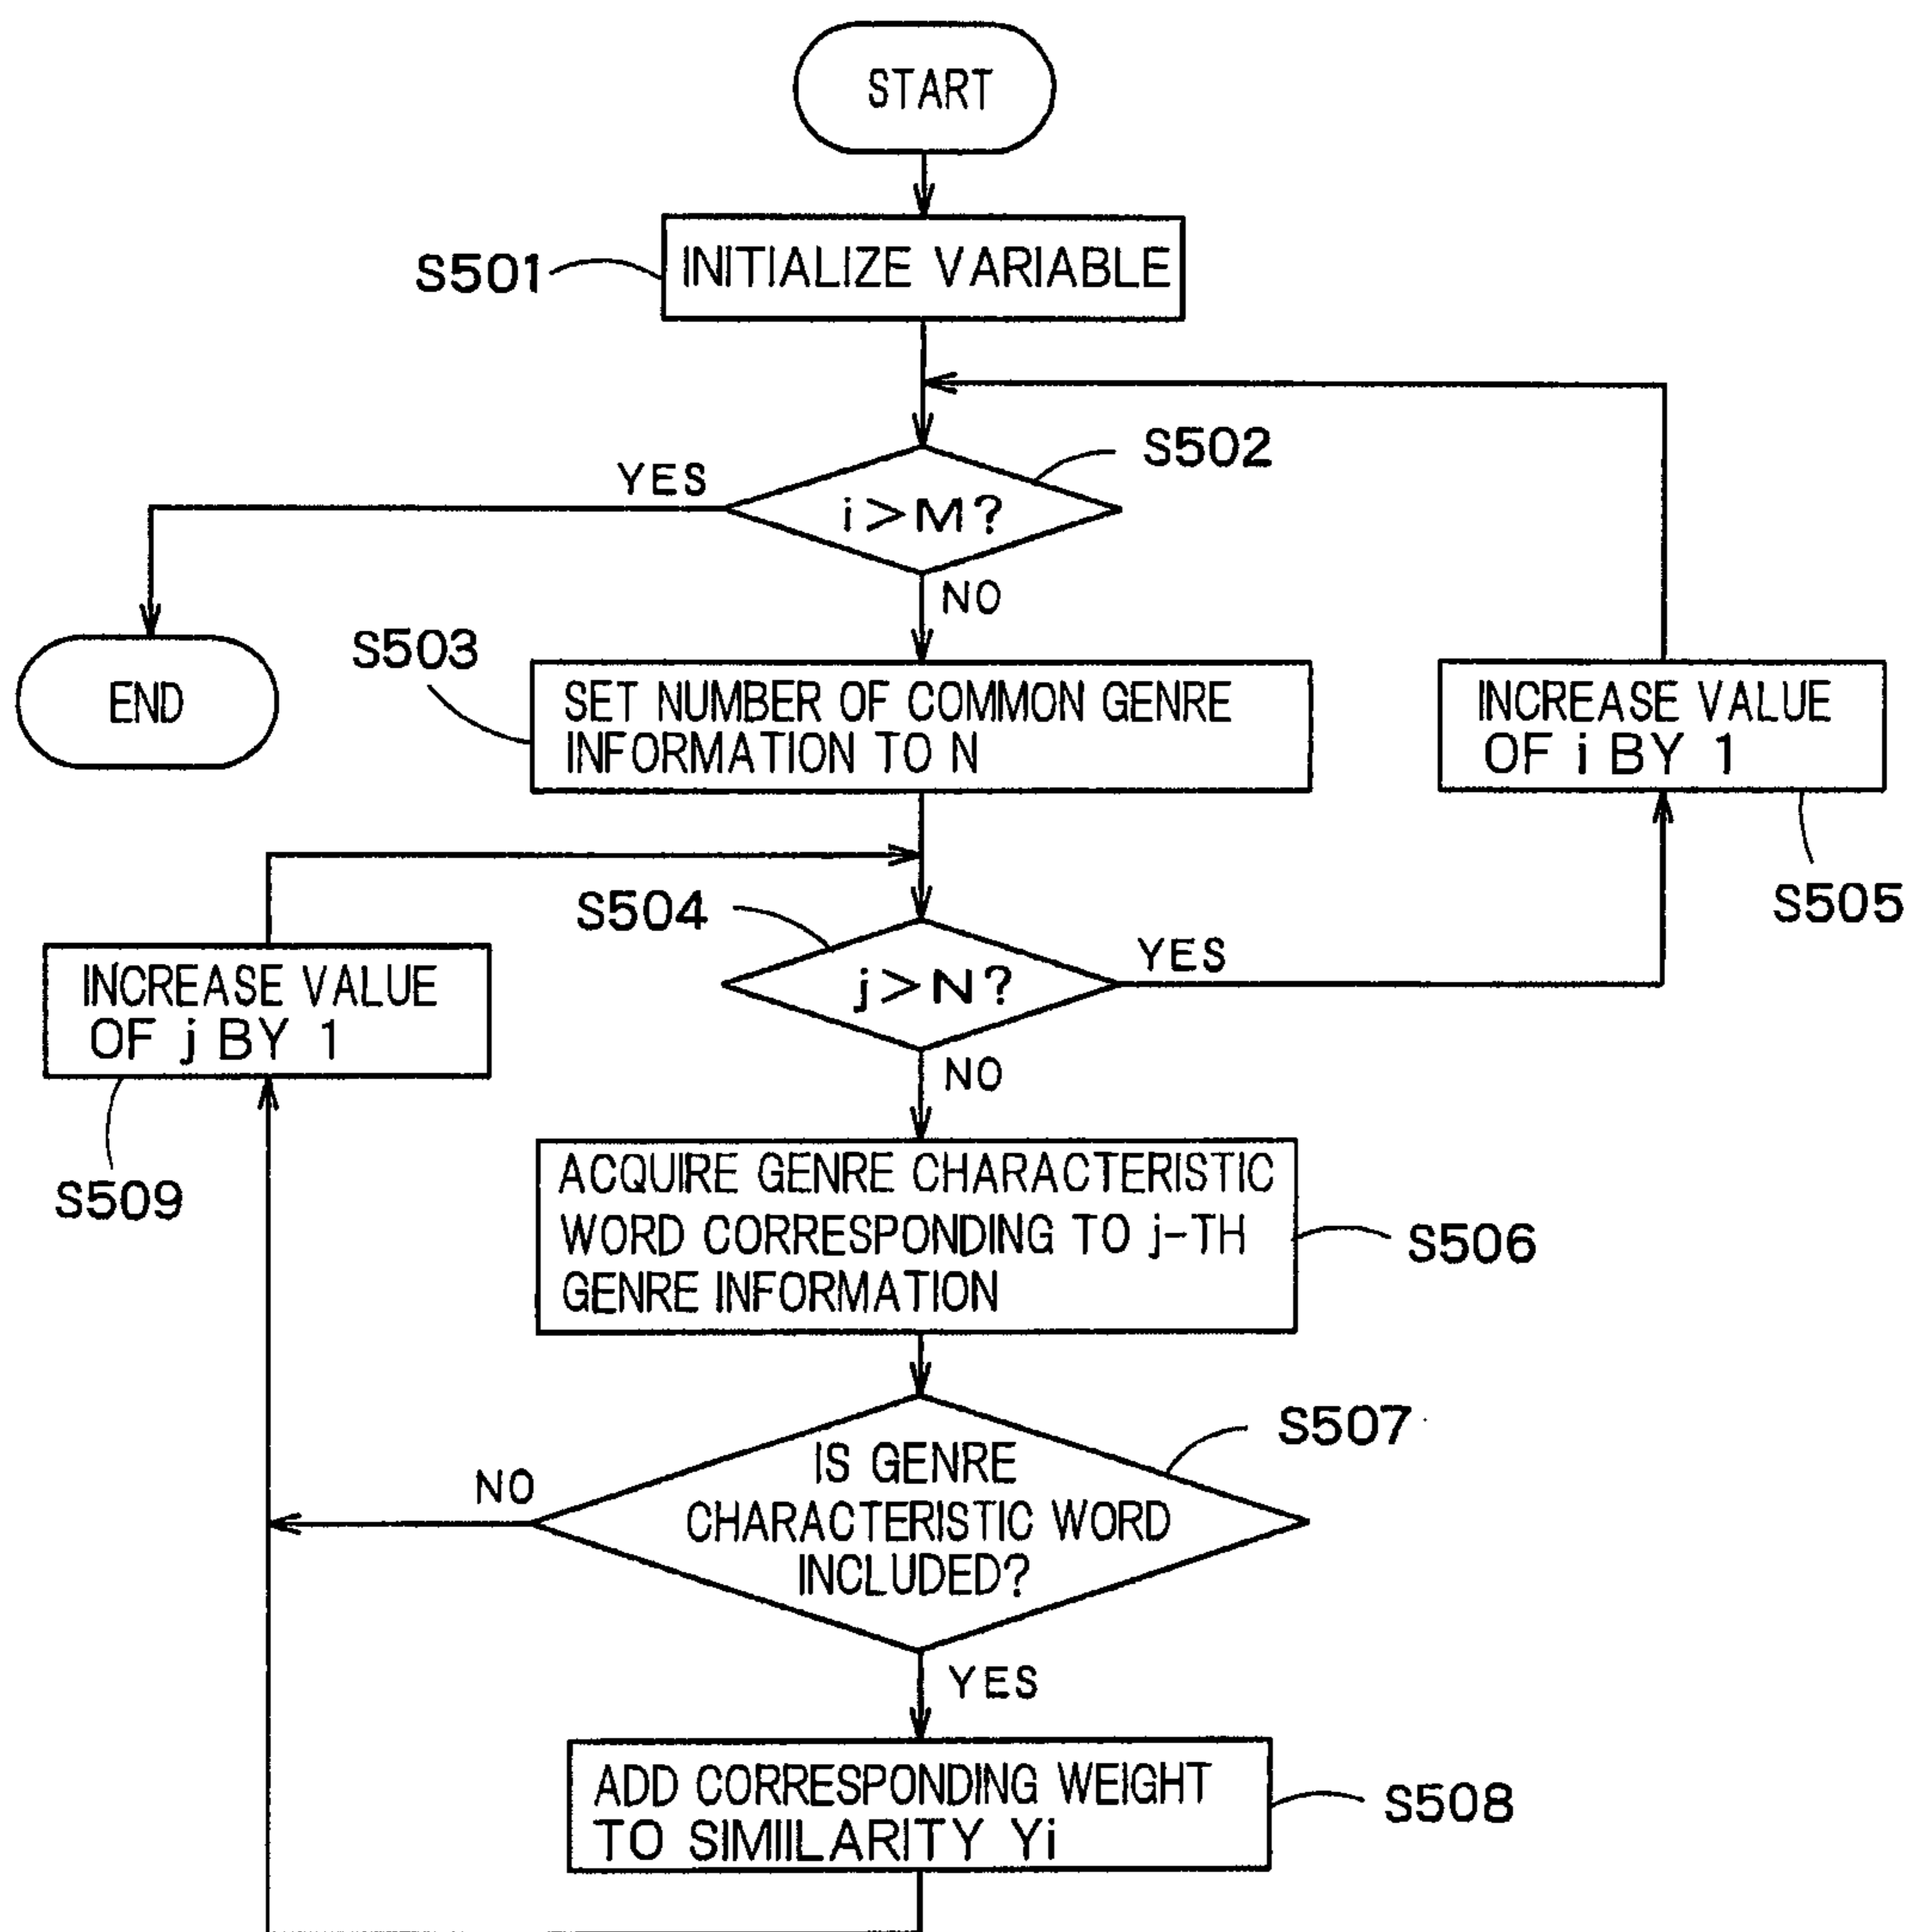 START
S501
INITIALIZE VARIABLE
S502
YES
i>M?
NO
S503
END
SET NUMBER OF COMMON GENRE
INFORMATION TO N
INCREASE VALUE
OF i BY 1
S504
S505
YES
j>N?
INCREASE VALUE
OF j BY 1
NO
ACQUIRE GENRE CHARACTERISTIC
WORD CORRESPONDING TO j-TH
GENRE INFORMATION
S509
S506
S507
NO
IS GENRE
CHARACTERISTIC WORD
INCLUDED?
YES
ADD CORRESPONDING WEIGHT
TO SIMIILARITY Yi
S508